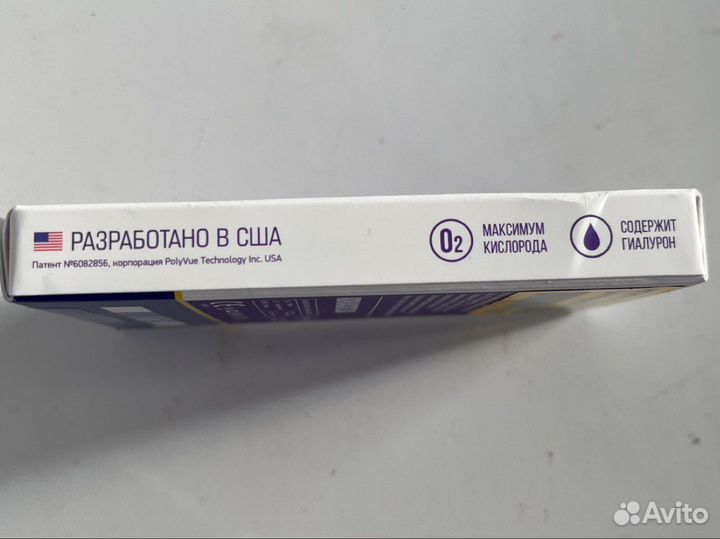 РАЗРАБОТАНО В США
Патент №6082856, корпорация PolyVue Technology Inc. USA
O2
МАКСИМУМ
КИСЛОРОДА
СОДЕРЖИТ
ГИАЛУРОН
Avito